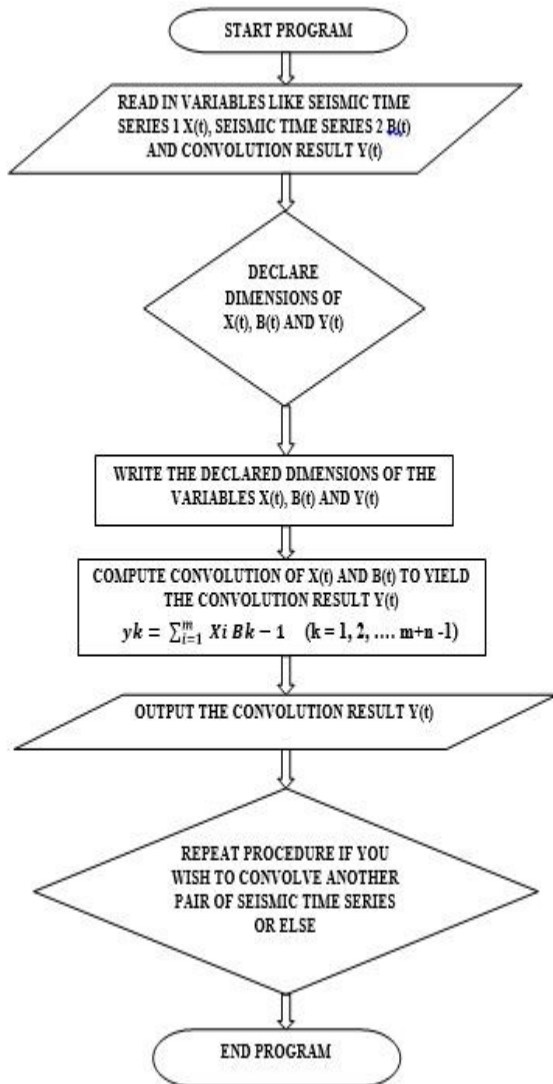 START PROGRAM
READ IN VARIABLES LIKE SEISMIC TIME
SERIES 1 X(t), SEISMIC TIME SERIES 2 B(t)
AND CONVOLUTION RESULT Y(t)
DECLARE
DIMENSIONS OF
X(t), B(t) AND Y(t)
WRITE THE DECLARED DIMENSIONS OF THE
VARIABLES X(t), B(t) AND Y(t)
COMPUTE CONVOLUTION OF X(t) AND B(t) TO YIELD
THE CONVOLUTION RESULT Y(t)
yk = ∑_{i=1}^{m} Xi Bk − 1 (k = 1, 2, .... m+n -1)
OUTPUT THE CONVOLUTION RESULT Y(t)
REPEAT PROCEDURE IF YOU
WISH TO CONVOLVE ANOTHER
PAIR OF SEISMIC TIME SERIES
OR ELSE
END PROGRAM